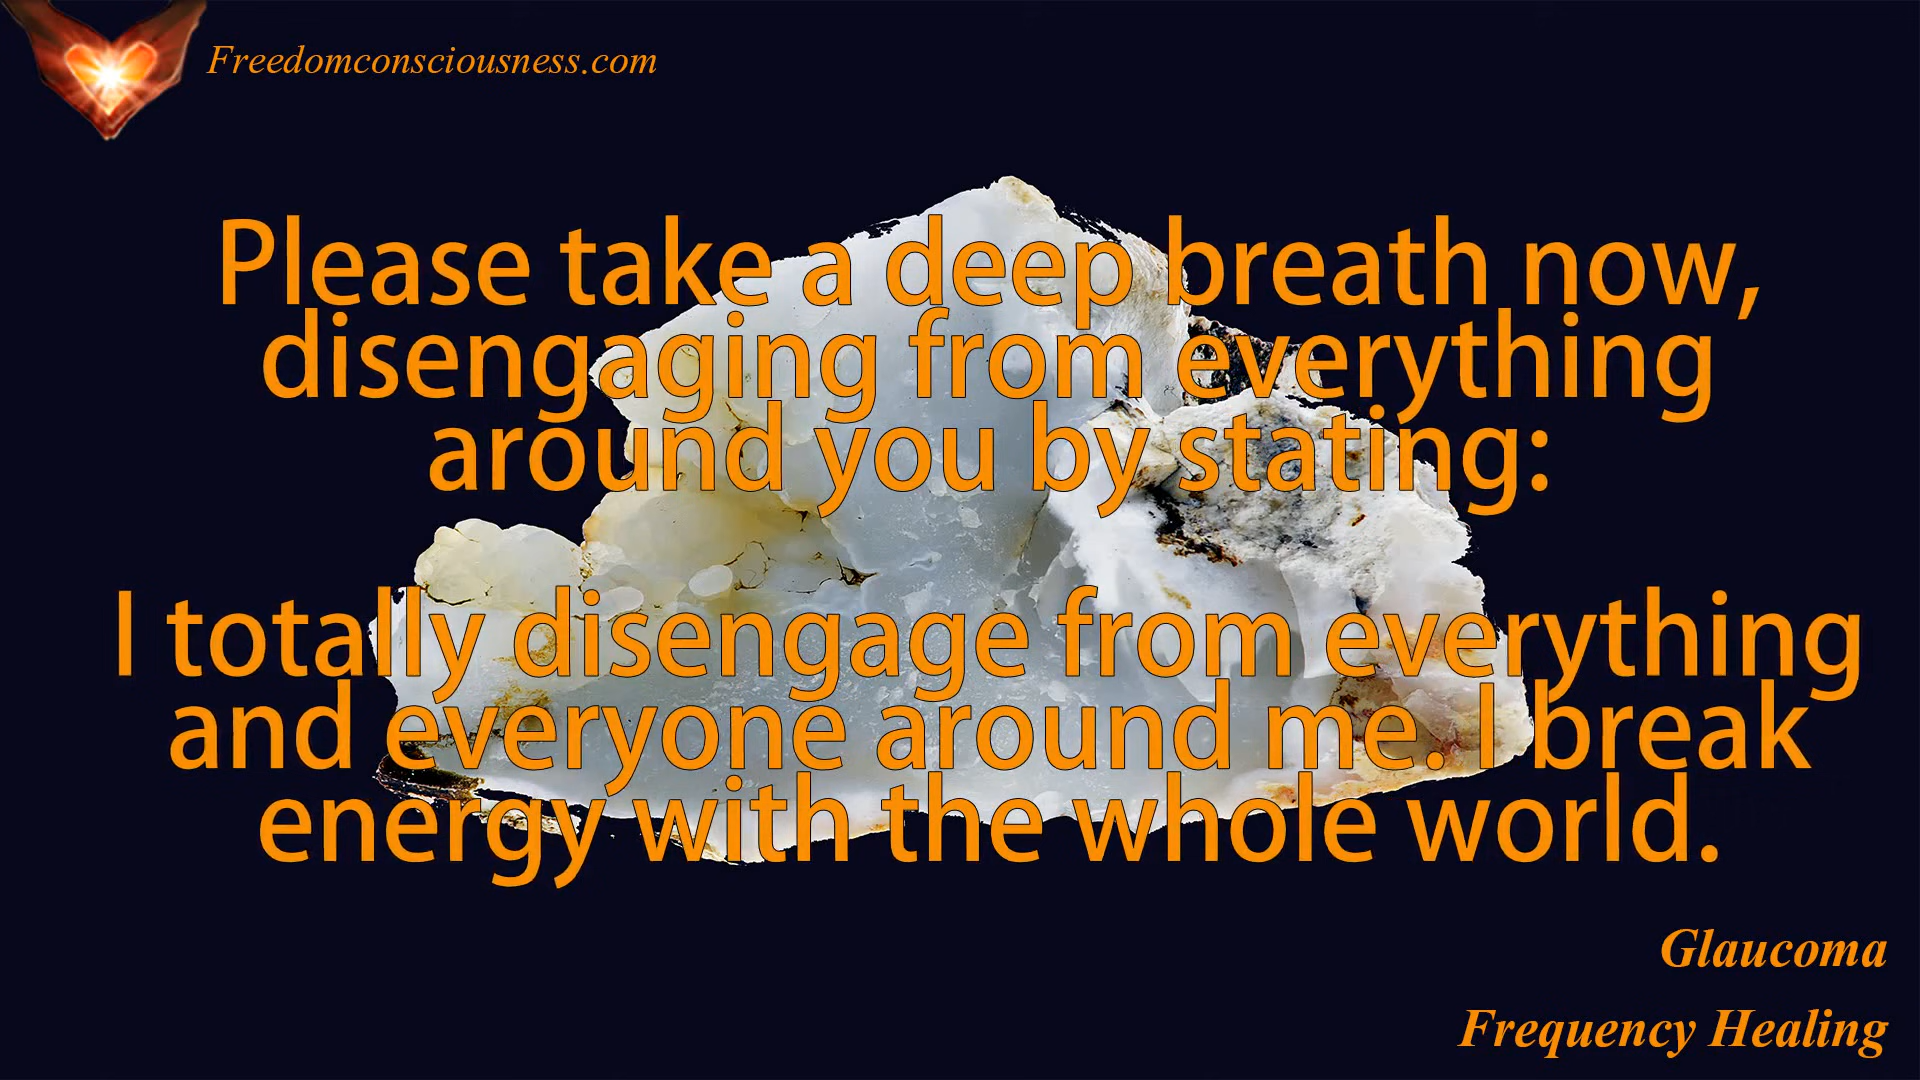 Freedomconsciousness.com
Please take a deep breath now,
disengaging from everything
around you by stating:
I totally disengage from everything
and everyone around me. I break
energy with the whole world.
Glaucoma
Frequency Healing